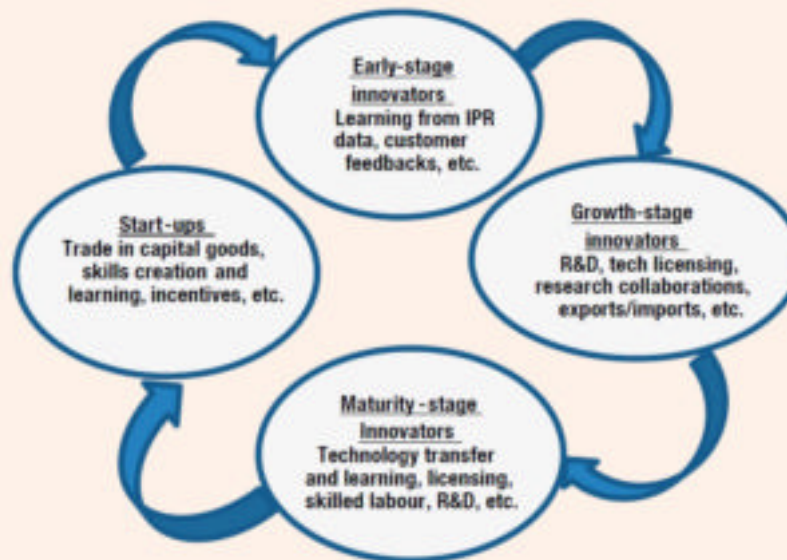 Early-stage
innovators
Learning from IPR
data, customer
feedbacks, etc.
Start-ups
Trade in capital goods,
skills creation and
learning, incentives, etc.
Growth-stage
innovators
R&D, tech licensing,
research collaborations,
exports/imports, etc.
Maturity-stage
Innovators
Technology transfer
and learning, licensing,
skilled labour, R&D, etc.